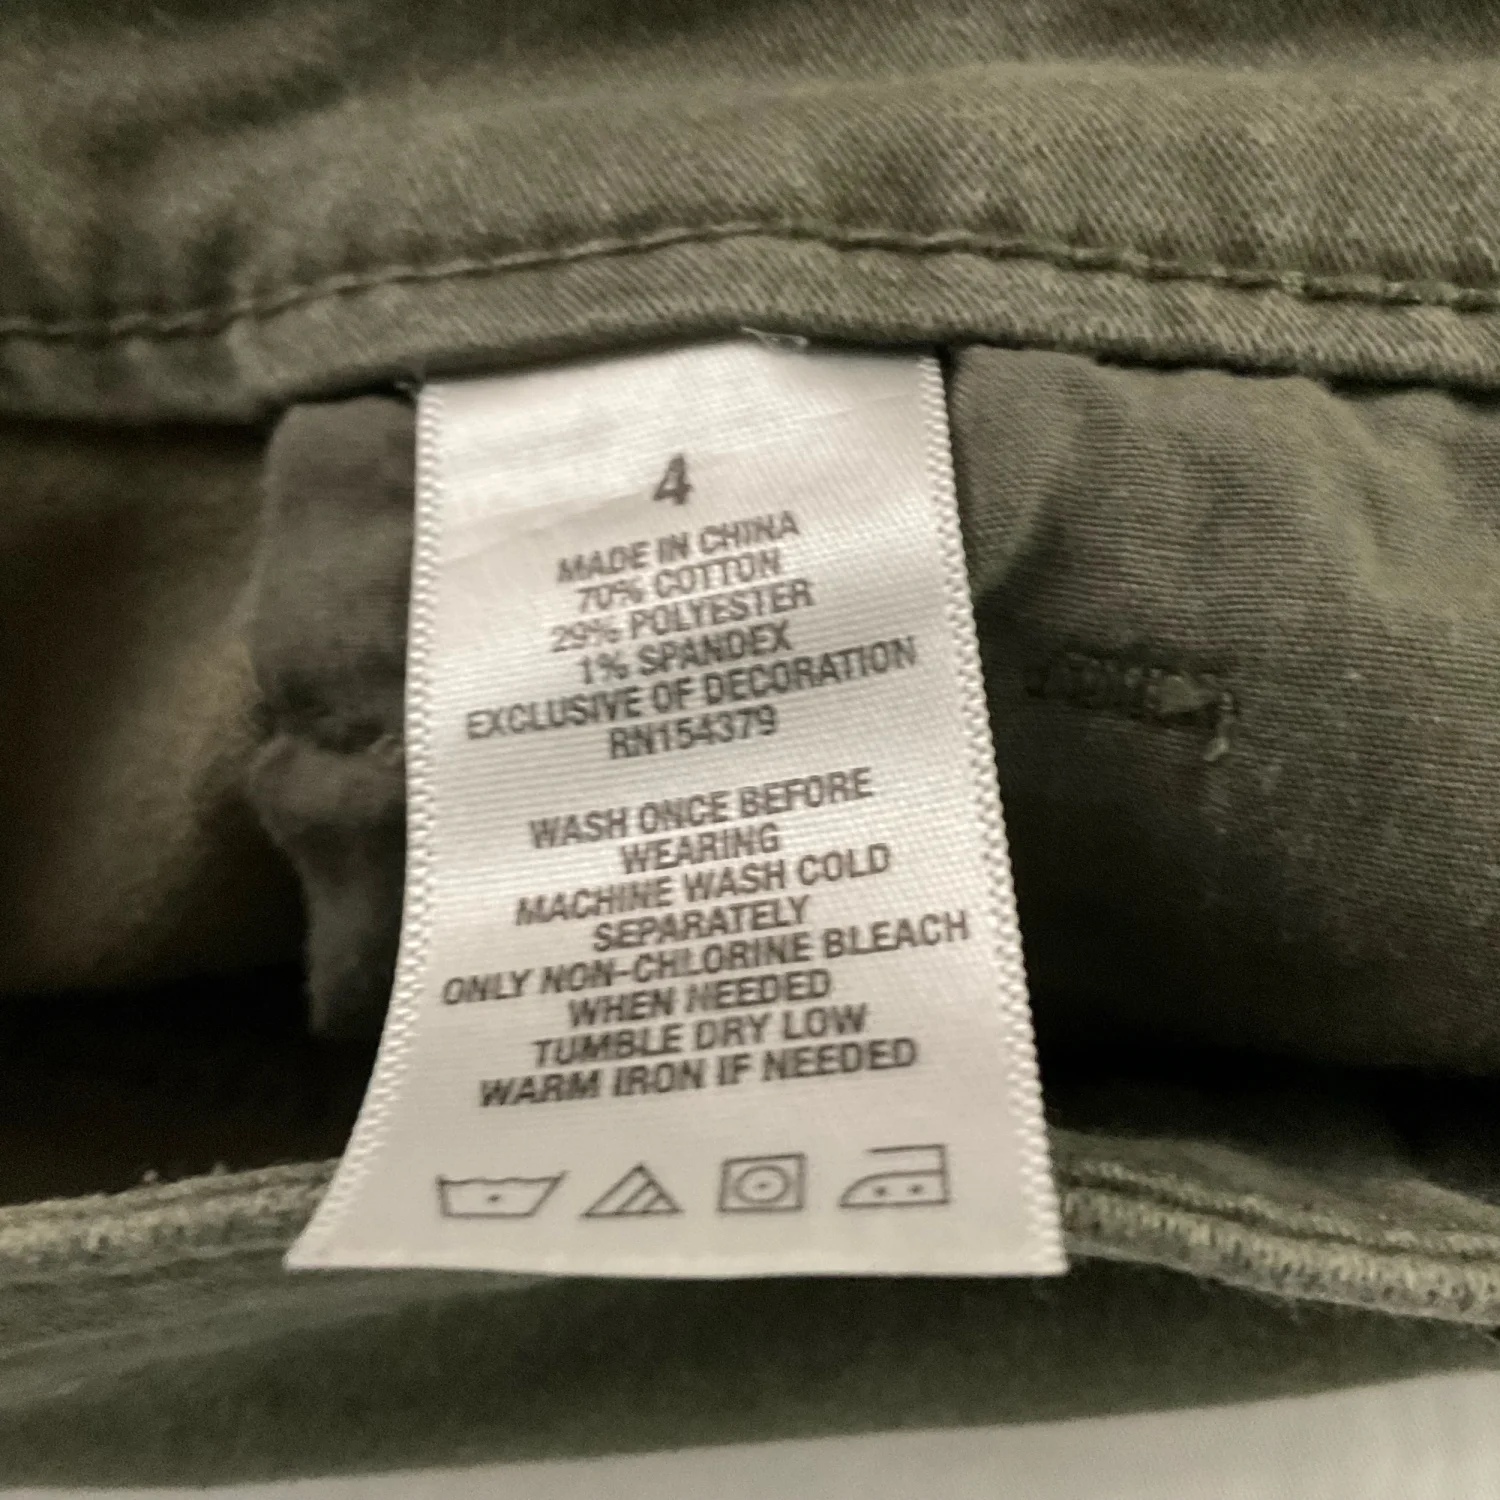 4
MADE IN CHINA
70% COTTON
29% POLYESTER
1% SPANDEX
EXCLUSIVE OF DECORATION
RN154379
WASH ONCE BEFORE
WEARING
MACHINE WASH COLD
SEPARATELY
ONLY NON-CHLORINE BLEACH
WHEN NEEDED
TUMBLE DRY LOW
WARM IRON IF NEEDED